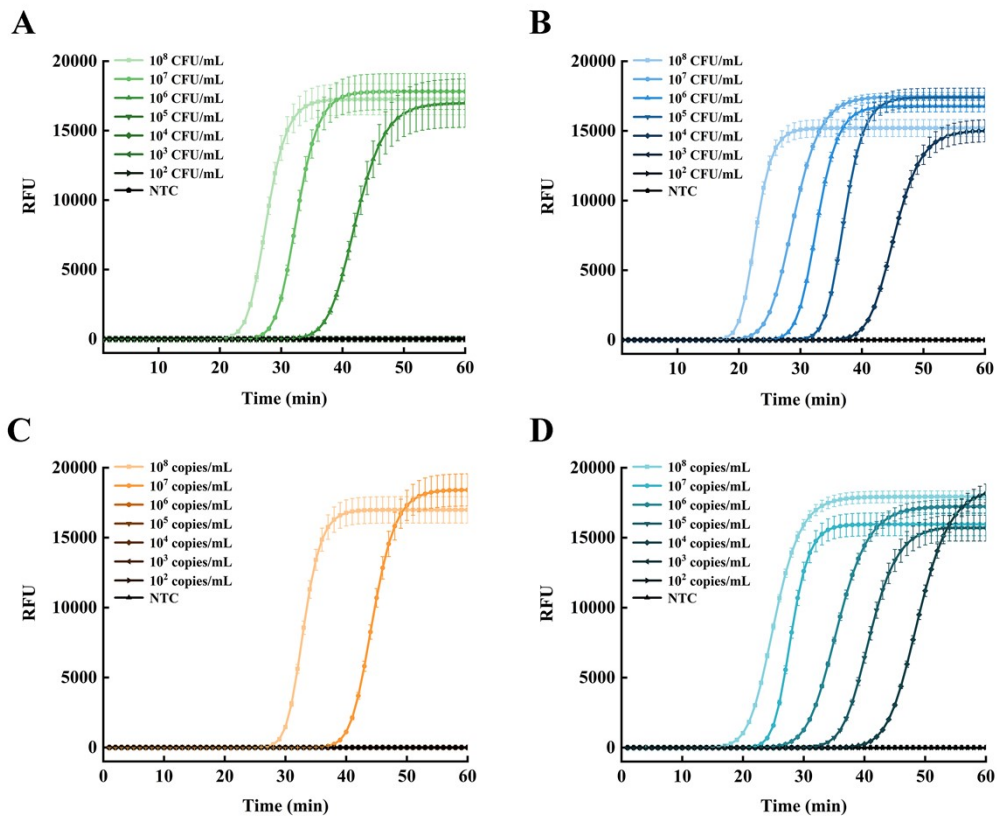 A
20000
15000
10000
5000
0
RFU
10⁸ CFU/mL
10⁷ CFU/mL
10⁶ CFU/mL
10⁵ CFU/mL
10⁴ CFU/mL
10³ CFU/mL
10² CFU/mL
NTC
10 20 30 40 50 60
Time (min)
B
20000
15000
10000
5000
0
RFU
10⁸ CFU/mL
10⁷ CFU/mL
10⁶ CFU/mL
10⁵ CFU/mL
10⁴ CFU/mL
10³ CFU/mL
10² CFU/mL
NTC
10 20 30 40 50 60
Time (min)
C
20000
15000
10000
5000
0
RFU
10⁸ copies/mL
10⁷ copies/mL
10⁶ copies/mL
10⁵ copies/mL
10⁴ copies/mL
10³ copies/mL
10² copies/mL
NTC
0 10 20 30 40 50 60
Time (min)
D
20000
15000
10000
5000
0
RFU
10⁸ copies/mL
10⁷ copies/mL
10⁶ copies/mL
10⁵ copies/mL
10⁴ copies/mL
10³ copies/mL
10² copies/mL
NTC
0 10 20 30 40 50 60
Time (min)